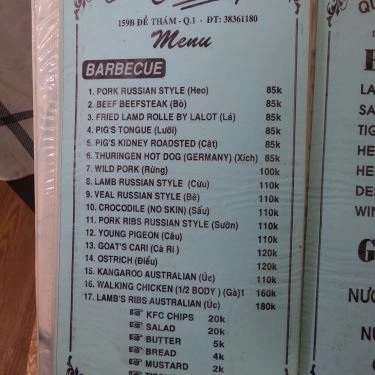 159B ĐỀ THÁM - Q.1 - ĐT: 38361180
Menu
BARBECUE
1. PORK RUSSIAN STYLE (Heo) 85k
2. BEEF BEEFSTEAK (Bò) 85k
3. FRIED LAMD ROLLE BY LALOT (Lá) 85k
4. PIG'S TONGUE (Lưỡi) 85k
5. PIG'S KIDNEY ROADSTED (Cật) 85k
6. THURINGEN HOT DOG (GERMANY) (Xích) 85k
7. WILD PORK (Rừng) 100k
8. LAMB RUSSIAN STYLE (Cừu) 110k
9. VEAL RUSSIAN STYLE (Bê) 110k
10. CROCODILE (NO SKIN) (Sấu) 110k
11. PORK RIBS RUSSIAN STYLE (Sườn) 110k
12. YOUNG PIGEON (Câu) 110k
13. GOAT'S CARI (Cà Ri) 120k
14. OSTRICH (Điểu) 120k
15. KANGAROO AUSTRALIAN (Úc) 110k
16. WALKING CHICKEN (1/2 BODY) (Gà)1 160k
17. LAMB'S RIBS AUSTRALIAN (Úc) 180k
KFC CHIPS 20k
SALAD 20k
BUTTER 5k
BREAD 4k
MUSTARD 2k
QU
LA
SA
TIG
HE
HE
DES
WIN
G
NƯỚ
NƯ